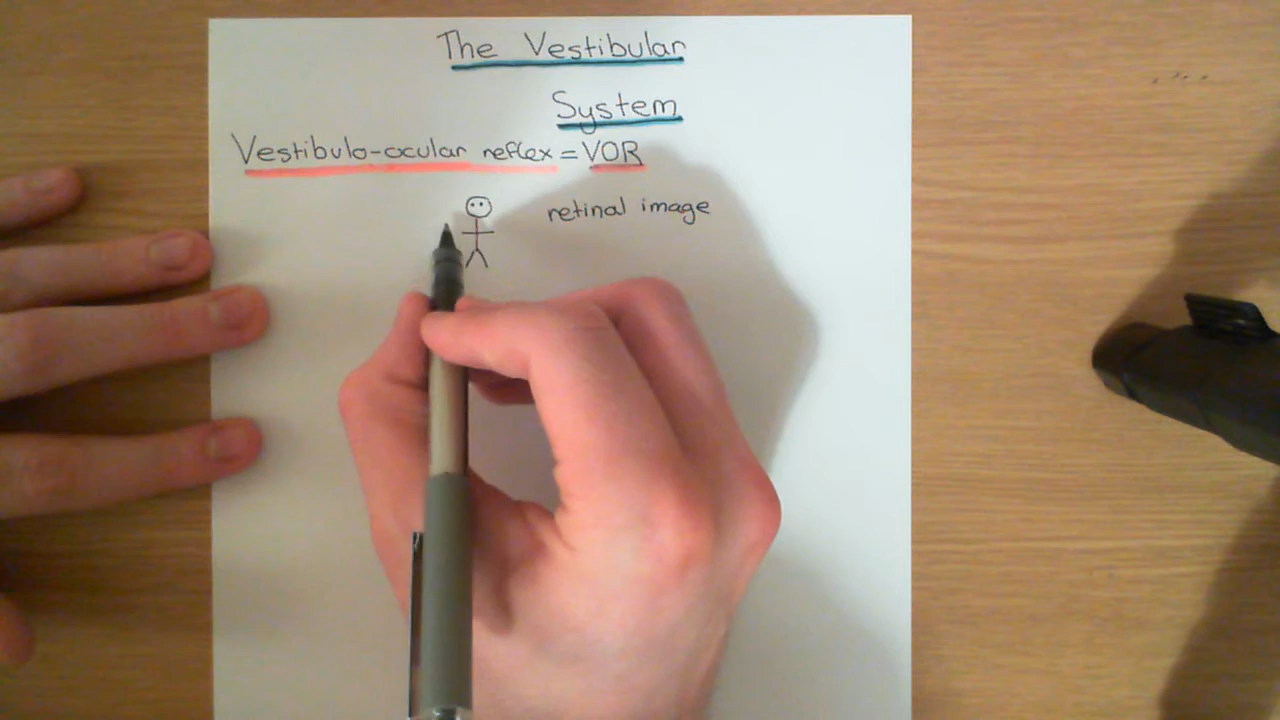 The Vestibular
System
Vestibulo-ocular reflex = VOR
retinal image